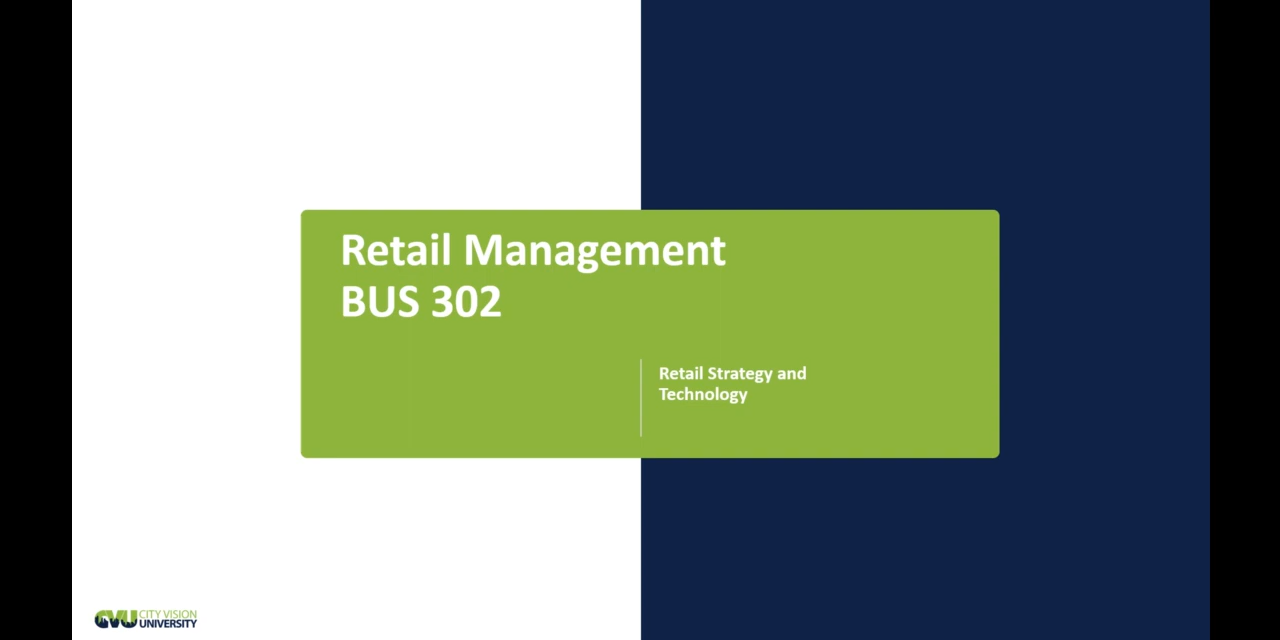 Retail Management
BUS 302
Retail Strategy and
Technology
CVU CITY VISION
UNIVERSITY